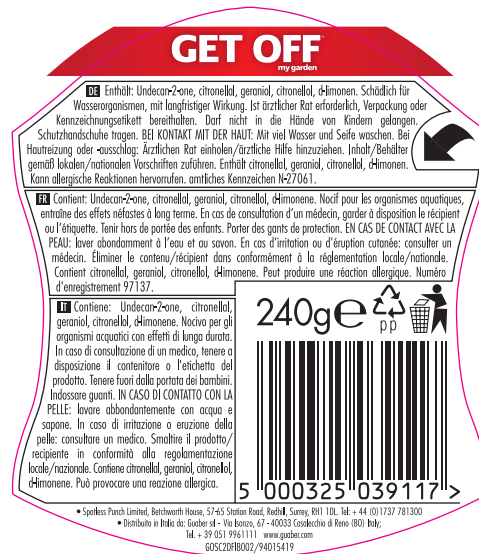 GET OFF®
my garden
DE Enthält: Undecan-2-one, citronellal, geraniol, citronellol, d-limonen. Schädlich für
Wasserorganismen, mit langfristiger Wirkung. Ist ärztlicher Rat erforderlich, Verpackung oder
Kennzeichnungsetikett bereithalten. Darf nicht in die Hände von Kindern gelangen.
Schutzhandschuhe tragen. BEI KONTAKT MIT DER HAUT: Mit viel Wasser und Seife waschen. Bei
Hautreizung oder -ausschlag: Ärztlichen Rat einholen/ärztliche Hilfe hinzuziehen. Inhalt/Behälter
gemäß lokalen/nationalen Vorschriften zuführen. Enthält citronellal, geraniol, citronellol, d-limonen.
Kann allergische Reaktionen hervorrufen. amtliches Kennzeichen N-27061.
FR Contient: Undecan-2-one, citronellal, geraniol, citronellol, d-limonene. Nocif pour les organismes aquatiques,
entraîne des effets néfastes à long terme. En cas de consultation d'un médecin, garder à disposition le récipient
ou l'étiquette. Tenir hors de portée des enfants. Porter des gants de protection. EN CAS DE CONTACT AVEC LA
PEAU: laver abondamment à l'eau et au savon. En cas d'irritation ou d'éruption cutanée: consulter un
médecin. Éliminer le contenu/récipient dans conformément à la réglementation locale/nationale.
Contient citronellal, geraniol, citronellol, d-limonene. Peut produire une réaction allergique. Numéro
d'enregistrement 97137.
IT Contiene: Undecan-2-one, citronellal,
geraniol, citronellol, d-limonene. Nocivo per gli
organismi acquatici con effetti di lunga durata.
In caso di consultazione di un medico, tenere a
disposizione il contenitore o l'etichetta del
prodotto. Tenere fuori dalla portata dei bambini.
Indossare guanti. IN CASO DI CONTATTO CON LA
PELLE: lavare abbondantemente con acqua e
sapone. In caso di irritazione o eruzione della
pelle: consultare un medico. Smaltire il prodotto/
recipiente in conformità alla regolamentazione
locale/nazionale. Contiene citronellal, geraniol, citronellol,
d-limonene. Può provocare una reazione allergica.
240g e
pp
5 000325 039117 >
• Spotless Punch Limited, Betchworth House, 57-65 Station Road, Redhill, Surrey, RH1 1DL. Tel: + 44 (0)1737 781300
• Distribuito in Italia da: Guaber srl - Via Isonzo, 67 - 40033 Casalecchio di Reno (BO) Italy;
Tel. + 39 051 9961111 www.guaber.com
GOSC2DFIB002/94015419